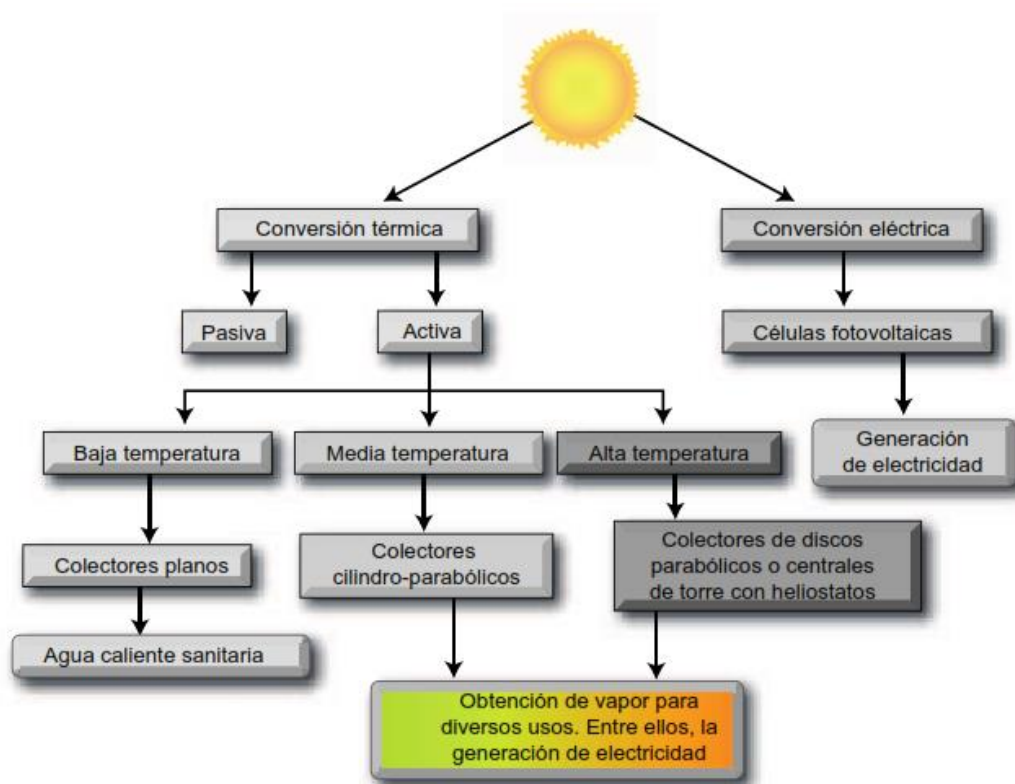 Conversión térmica
Conversión eléctrica
Pasiva
Activa
Células fotovoltaicas
Baja temperatura
Media temperatura
Alta temperatura
Generación
de electricidad
Colectores planos
Colectores
cilindro-parabólicos
Colectores de discos
parabólicos o centrales
de torre con heliostatos
Agua caliente sanitaria
Obtención de vapor para
diversos usos. Entre ellos, la
generación de electricidad